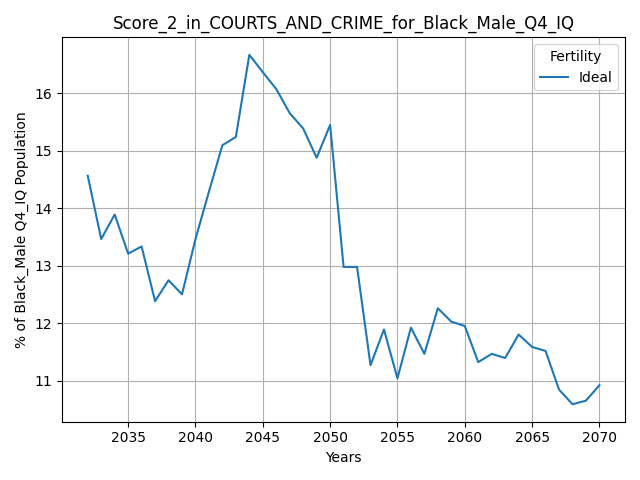 Score_2_in_COURTS_AND_CRIME_for_Black_Male_Q4_IQ
Fertility
Ideal
% of Black_Male Q4_IQ Population
16
15
14
13
12
11
2035 2040 2045 2050 2055 2060 2065 2070
Years